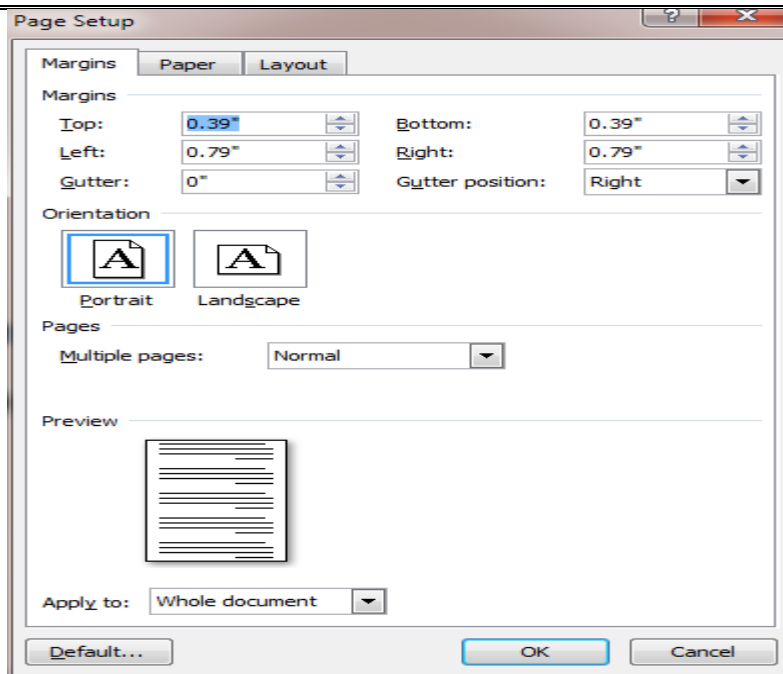 Page Setup
Margins Paper Layout
Margins
Top: 0.39" Bottom: 0.39"
Left: 0.79" Right: 0.79"
Gutter: 0" Gutter position: Right
Orientation
A A
Portrait Landscape
Pages
Multiple pages: Normal
Preview
Apply to: Whole document
Default... OK Cancel